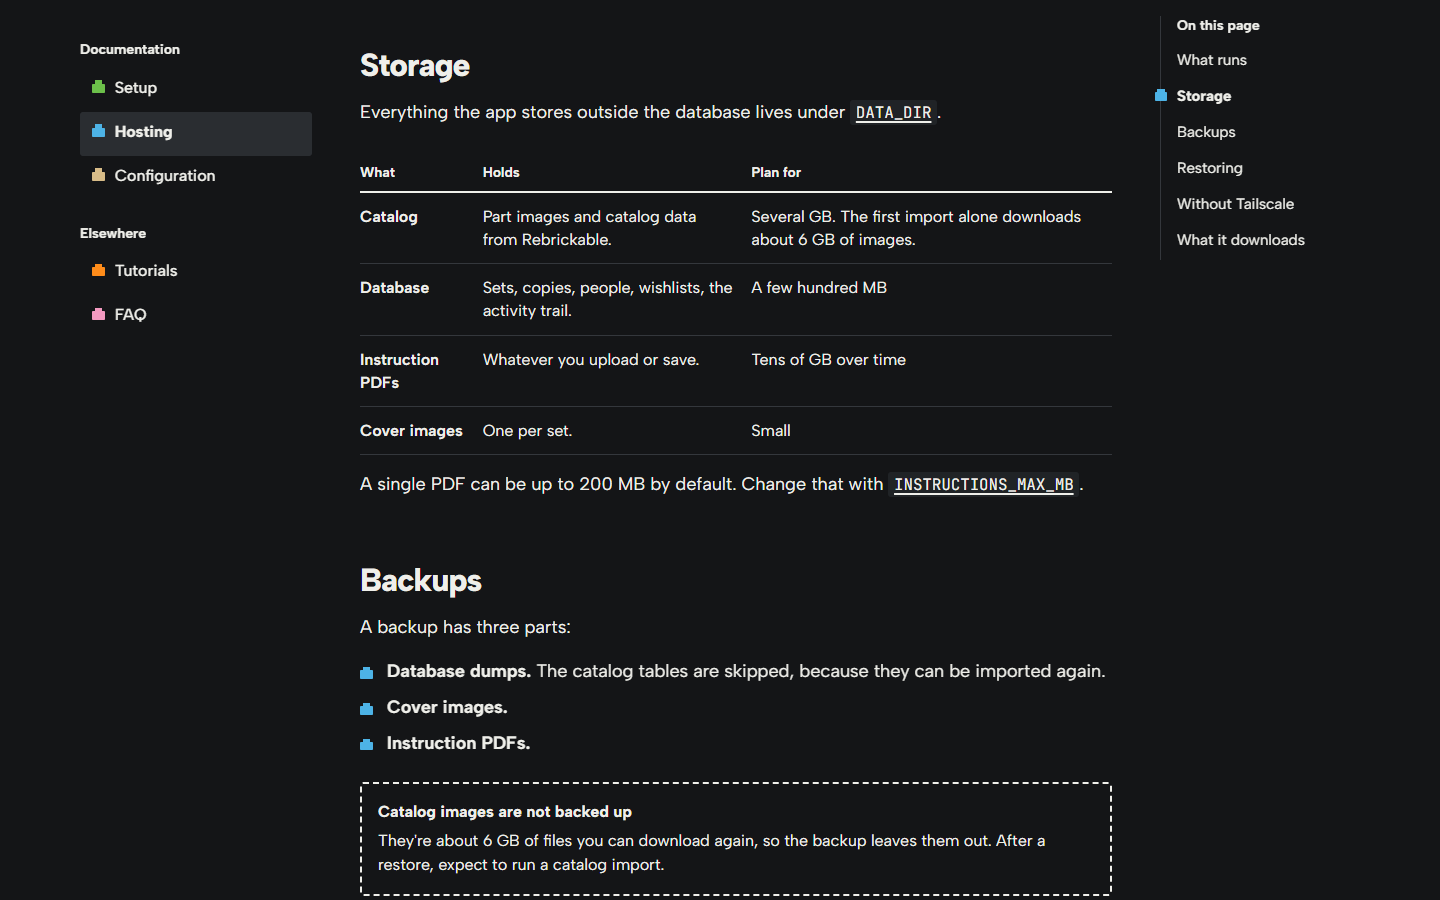 Documentation
Setup
Hosting
Configuration
Elsewhere
Tutorials
FAQ
Storage
Everything the app stores outside the database lives under DATA_DIR.
What Holds Plan for
Catalog Part images and catalog data from Rebrickable. Several GB. The first import alone downloads about 6 GB of images.
Database Sets, copies, people, wishlists, the activity trail. A few hundred MB
Instruction PDFs Whatever you upload or save. Tens of GB over time
Cover images One per set. Small
A single PDF can be up to 200 MB by default. Change that with INSTRUCTIONS_MAX_MB.
Backups
A backup has three parts:
Database dumps. The catalog tables are skipped, because they can be imported again.
Cover images.
Instruction PDFs.
Catalog images are not backed up
They're about 6 GB of files you can download again, so the backup leaves them out. After a
restore, expect to run a catalog import.
On this page
What runs
Storage
Backups
Restoring
Without Tailscale
What it downloads